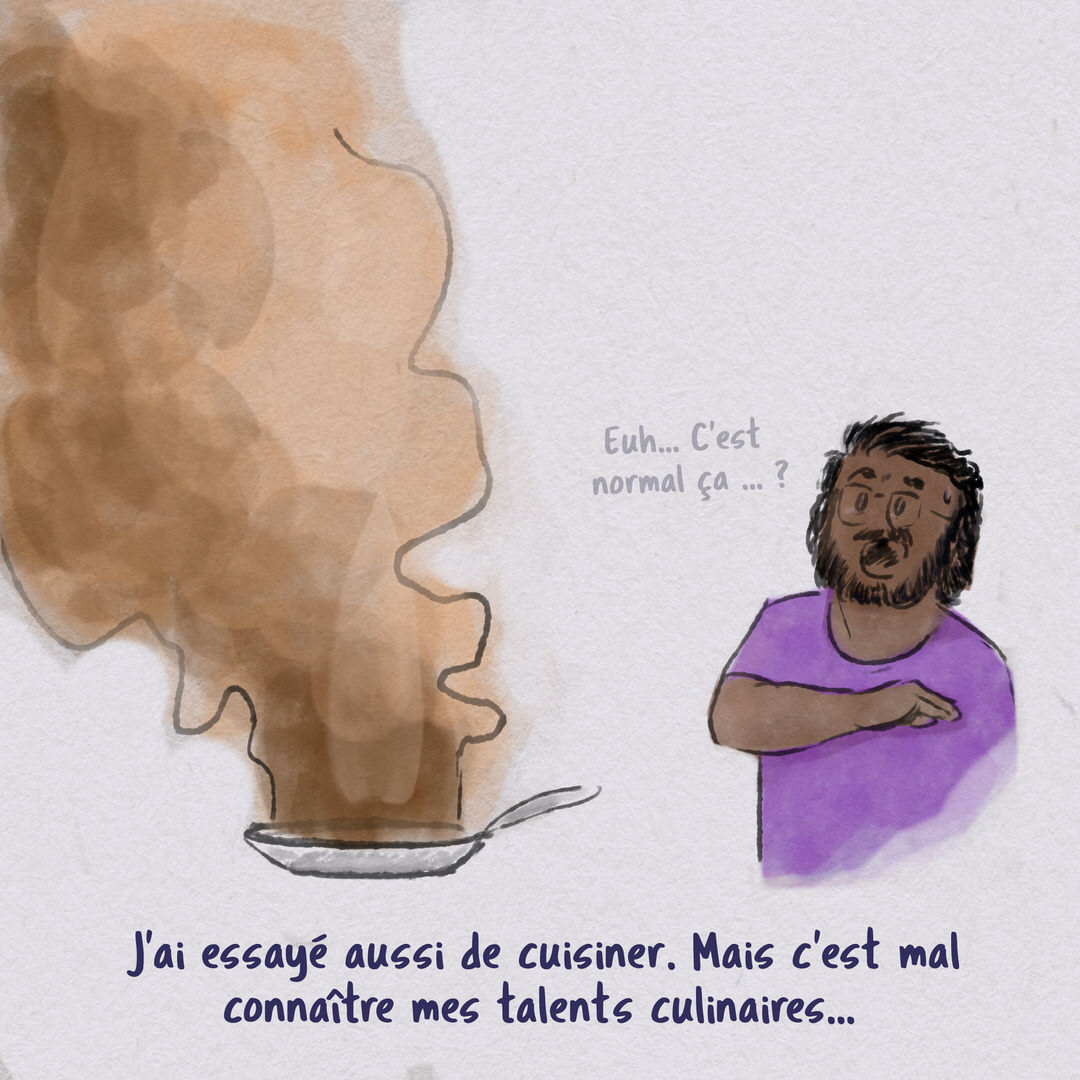 Euh... C'est
normal ça ... ?
J'ai essayé aussi de cuisiner. Mais c'est mal
connaître mes talents culinaires...